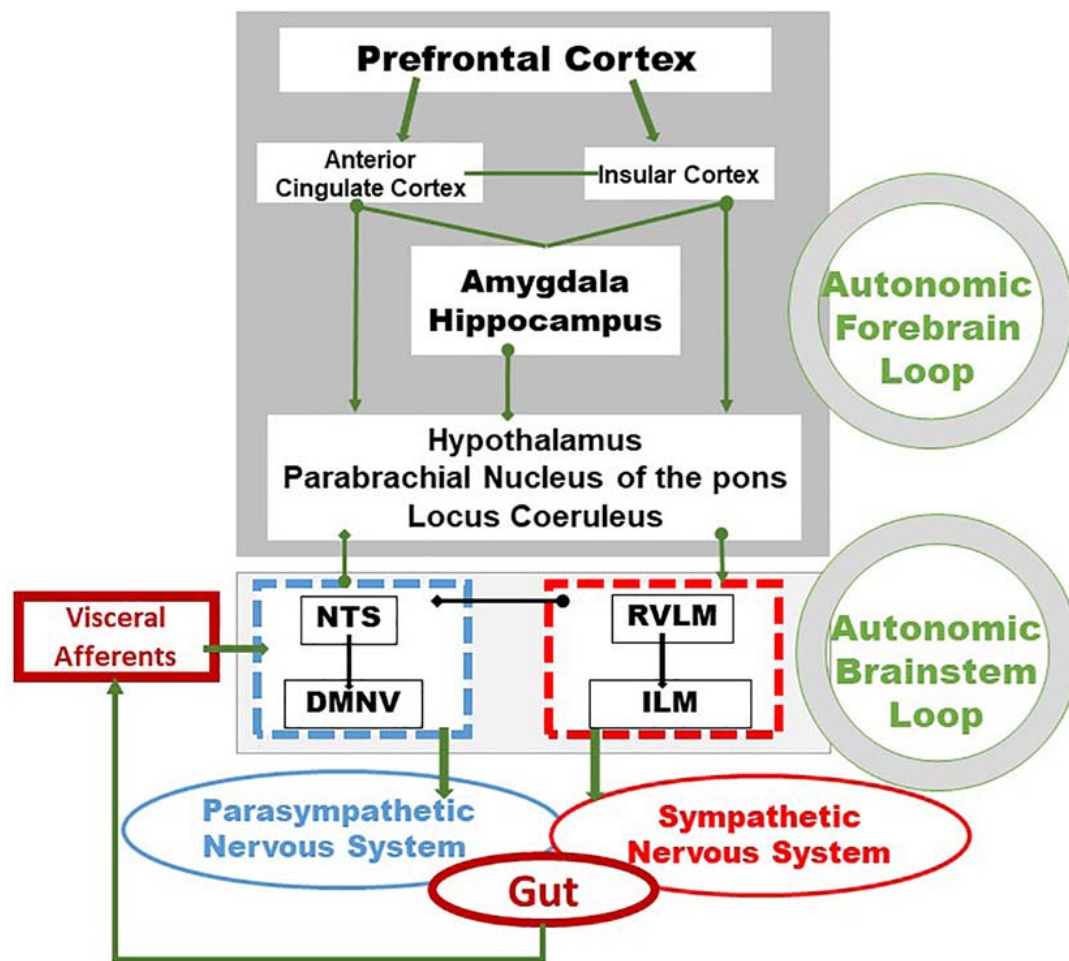 Prefrontal Cortex
Anterior
Cingulate Cortex
Insular Cortex
Amygdala
Hippocampus
Autonomic
Forebrain
Loop
Hypothalamus
Parabrachial Nucleus of the pons
Locus Coeruleus
Visceral
Afferents
NTS
DMNV
RVLM
ILM
Autonomic
Brainstem
Loop
Parasympathetic
Nervous System
Sympathetic
Nervous System
Gut